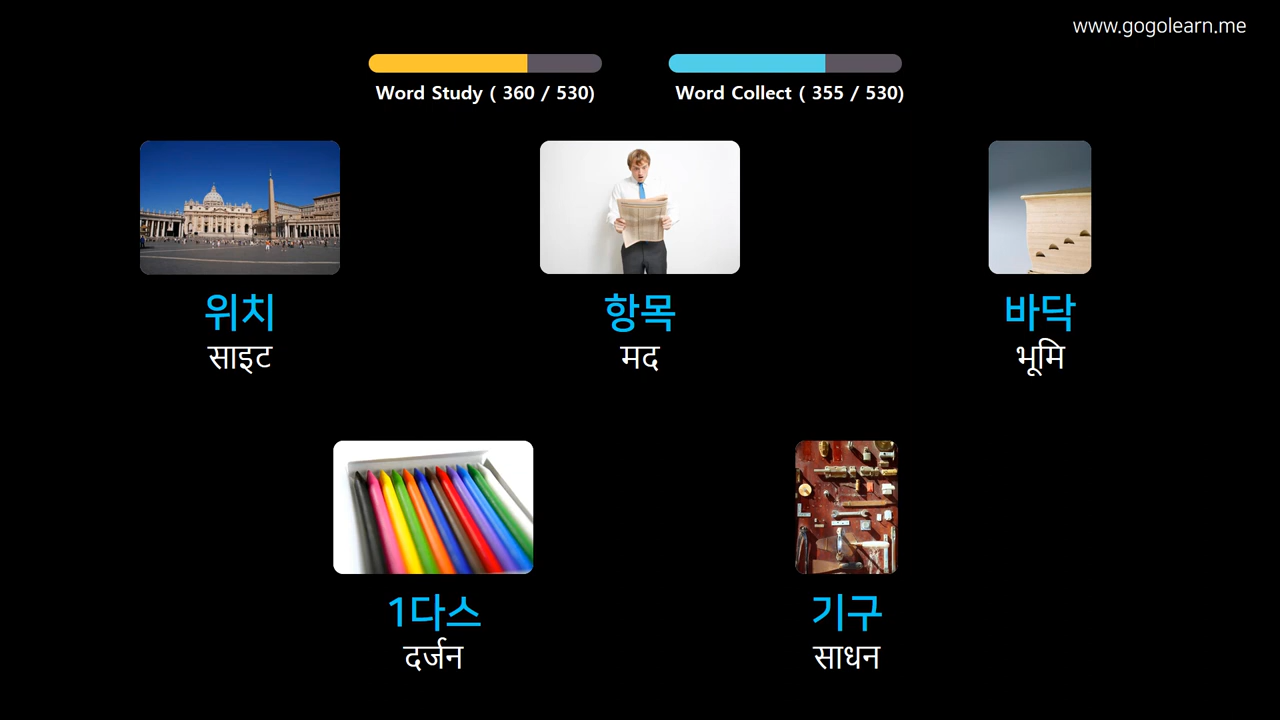 www.gogolearn.me
Word Study ( 360 / 530)
Word Collect ( 355 / 530)
위치
साइट
항목
मद
바닥
भूमि
1다스
दर्जन
기구
साधन